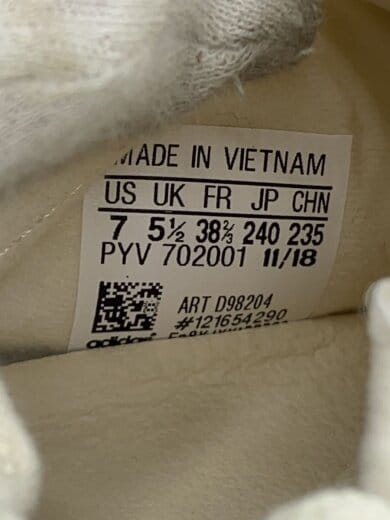 MADE IN VIETNAM
US UK FR JP CHN
7 5½ 38⅔ 240 235
PYV 702001 11/18
ART D98204
#121654290
adidas